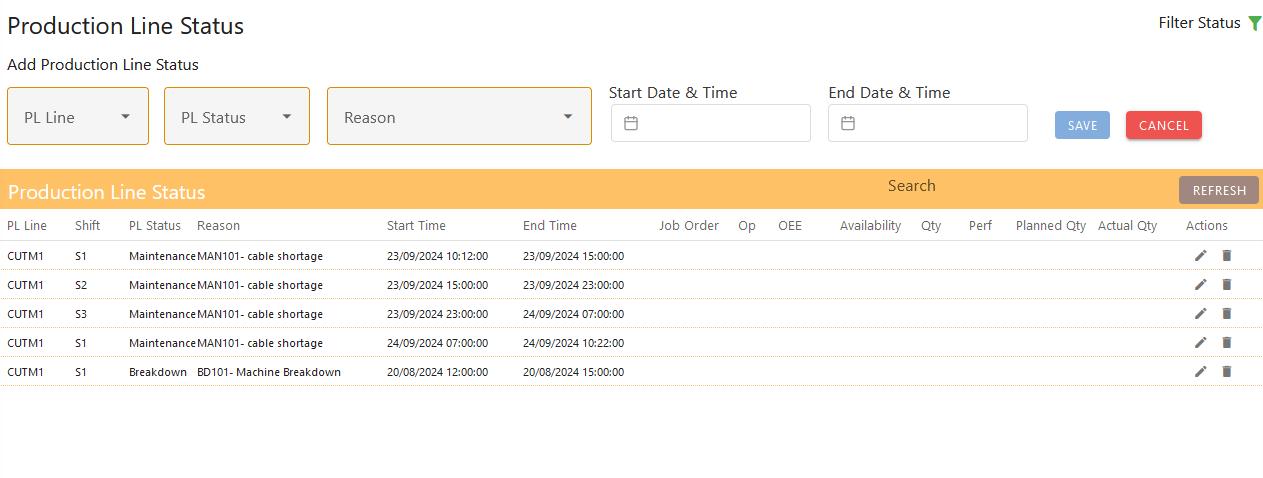 Production Line Status
Filter Status
Add Production Line Status
PL Line PL Status Reason Start Date & Time End Date & Time SAVE CANCEL
Production Line Status Search REFRESH
PL Line Shift PL Status Reason Start Time End Time Job Order Op OEE Availability Qty Perf Planned Qty Actual Qty Actions
CUTM1 S1 Maintenance MAN101- cable shortage 23/09/2024 10:12:00 23/09/2024 15:00:00
CUTM1 S2 Maintenance MAN101- cable shortage 23/09/2024 15:00:00 23/09/2024 23:00:00
CUTM1 S3 Maintenance MAN101- cable shortage 23/09/2024 23:00:00 24/09/2024 07:00:00
CUTM1 S1 Maintenance MAN101- cable shortage 24/09/2024 07:00:00 24/09/2024 10:22:00
CUTM1 S1 Breakdown BD101- Machine Breakdown 20/08/2024 12:00:00 20/08/2024 15:00:00